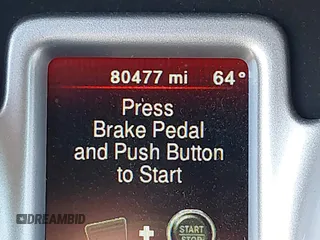 80477 mi 64°
Press
Brake Pedal
and Push Button
to Start
+ START
STOP
DREAMBID